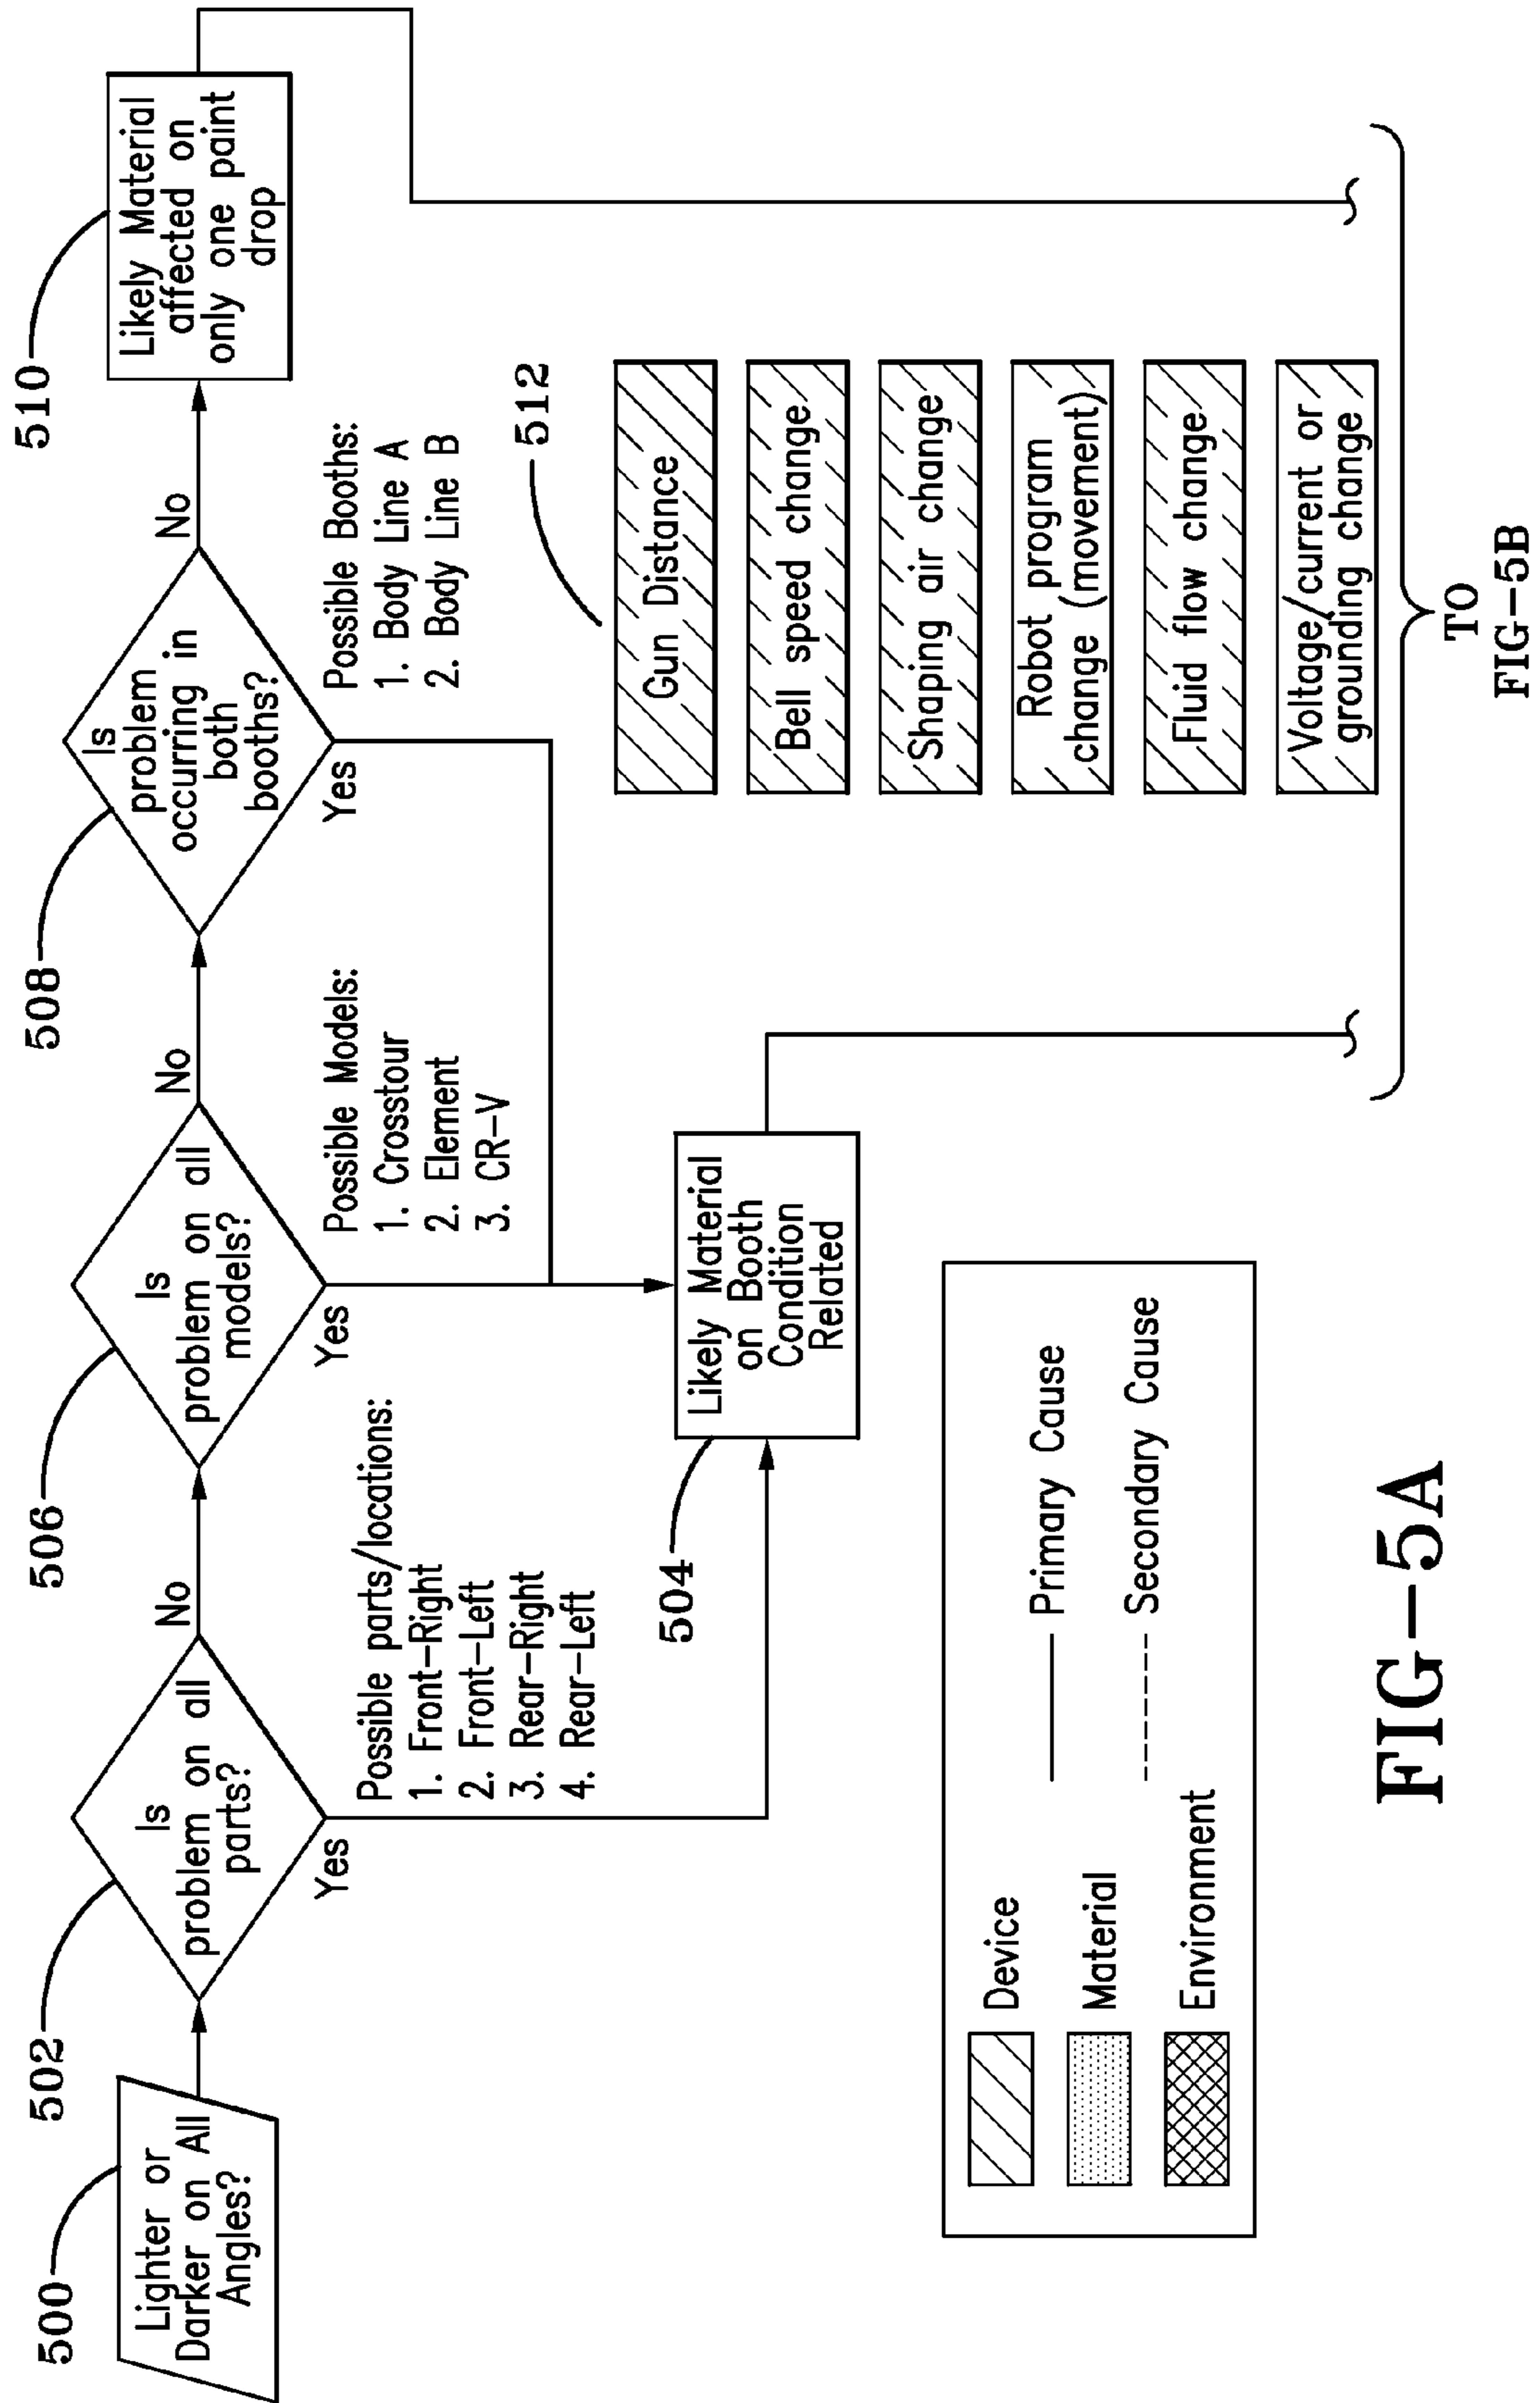 500
Lighter or
Darker on All
Angles?
502
Is
problem on all
parts?
No
Yes
Possible parts/locations:
1. Front-Right
2. Front-Left
3. Rear-Right
4. Rear-Left
506
Is
problem on all
models?
No
Yes
Possible Models:
1. Crosstour
2. Element
3. CR-V
508
Is
problem
occurring in
both
booths?
No
Yes
Possible Booths:
1. Body Line A
2. Body Line B
510
Likely Material
affected on
only one paint
drop
504
Likely Material
on Booth
Condition
Related
512
Gun Distance
Bell speed change
Shaping air change
Robot program
change (movement)
Fluid flow change
Voltage/current or
grounding change
Device
Material
Environment
Primary Cause
Secondary Cause
TO
FIG-5B
FIG-5A